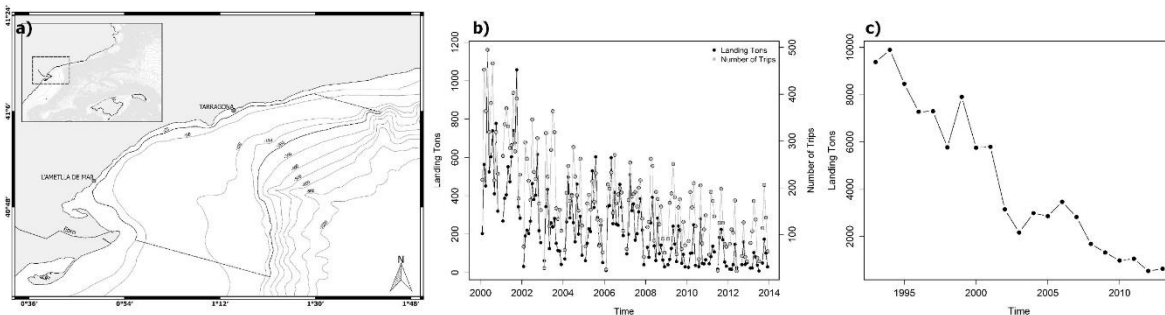 a)
41°24'
41°6'
40°48'
TARRAGONA
L'AMETLLA DE MAR
N
0°36'
0°54'
1°12'
1°30'
1°48'
b)
Landing Tons
Number of Trips
1200
1000
800
600
400
200
0
Landing Tons
500
400
300
200
100
Number of Trips
2000
2002
2004
2006
2008
2010
2012
2014
Time
c)
10000
8000
6000
4000
2000
Landing Tons
1995
2000
2005
2010
Time